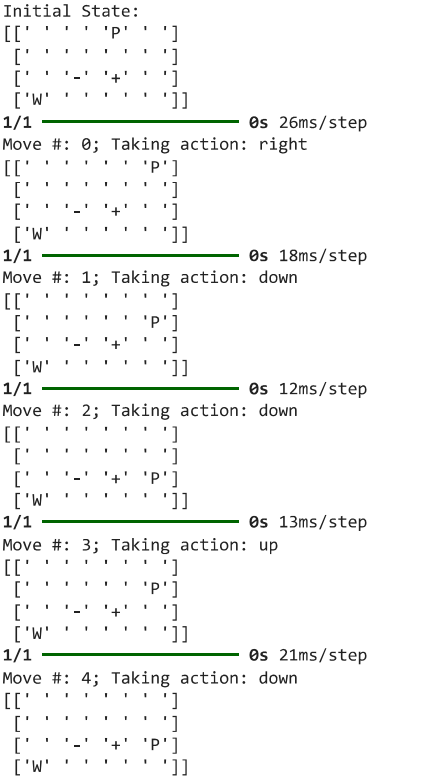 Initial State:
[[' ' ' ' 'P' ' ']
 [' ' ' ' ' ' ' ']
 [' ' ' '-' '+' ' ']
 ['W' ' ' ' ' ' ']]
1/1 ━━━━━━━━━━━━━━━━━━━━ 0s 26ms/step
Move #: 0; Taking action: right
[[' ' ' ' ' ' 'P']
 [' ' ' ' ' ' ' ']
 [' ' ' '-' '+' ' ']
 ['W' ' ' ' ' ' ']]
1/1 ━━━━━━━━━━━━━━━━━━━━ 0s 18ms/step
Move #: 1; Taking action: down
[[' ' ' ' ' ' ' ']
 [' ' ' ' ' ' 'P']
 [' ' ' '-' '+' ' ']
 ['W' ' ' ' ' ' ']]
1/1 ━━━━━━━━━━━━━━━━━━━━ 0s 12ms/step
Move #: 2; Taking action: down
[[' ' ' ' ' ' ' ']
 [' ' ' ' ' ' ' ']
 [' ' ' '-' '+' 'P']
 ['W' ' ' ' ' ' ']]
1/1 ━━━━━━━━━━━━━━━━━━━━ 0s 13ms/step
Move #: 3; Taking action: up
[[' ' ' ' ' ' ' ']
 [' ' ' ' ' ' 'P']
 [' ' ' '-' '+' ' ']
 ['W' ' ' ' ' ' ']]
1/1 ━━━━━━━━━━━━━━━━━━━━ 0s 21ms/step
Move #: 4; Taking action: down
[[' ' ' ' ' ' ' ']
 [' ' ' ' ' ' ' ']
 [' ' ' '-' '+' 'P']
 ['W' ' ' ' ' ' ']]